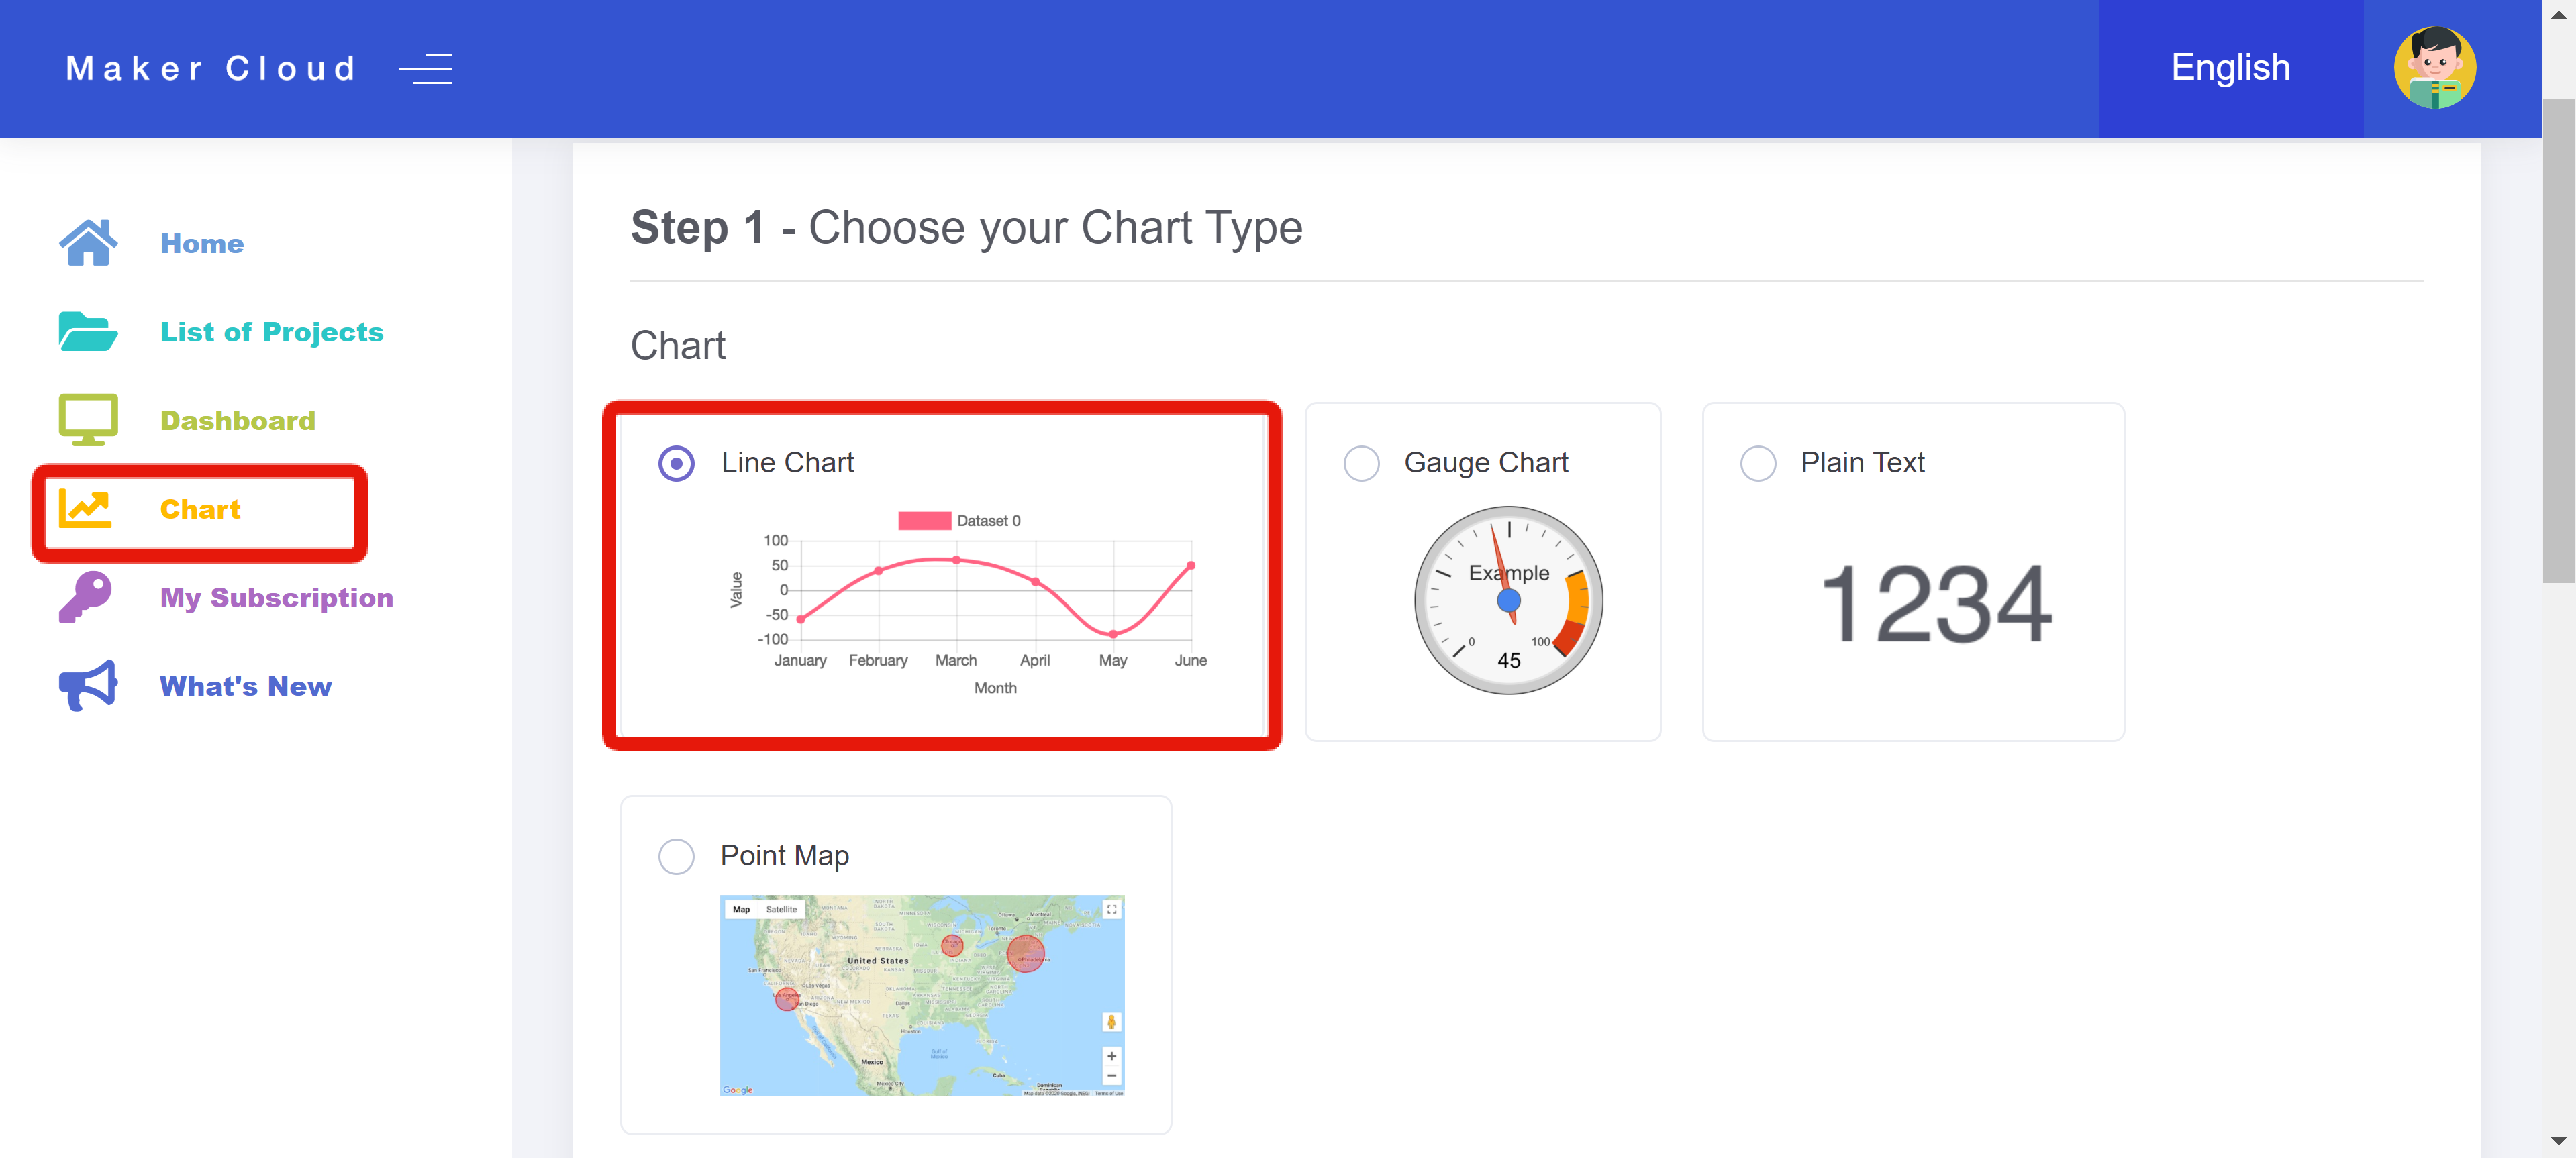 Maker Cloud
English
Home
List of Projects
Dashboard
Chart
My Subscription
What's New
Step 1 - Choose your Chart Type
Chart
Line Chart
Dataset 0
100
50
0
-50
-100
Value
January February March April May June
Month
Gauge Chart
Example
0 100
45
Plain Text
1234
Point Map
Map Satellite
United States
Mexico
Google